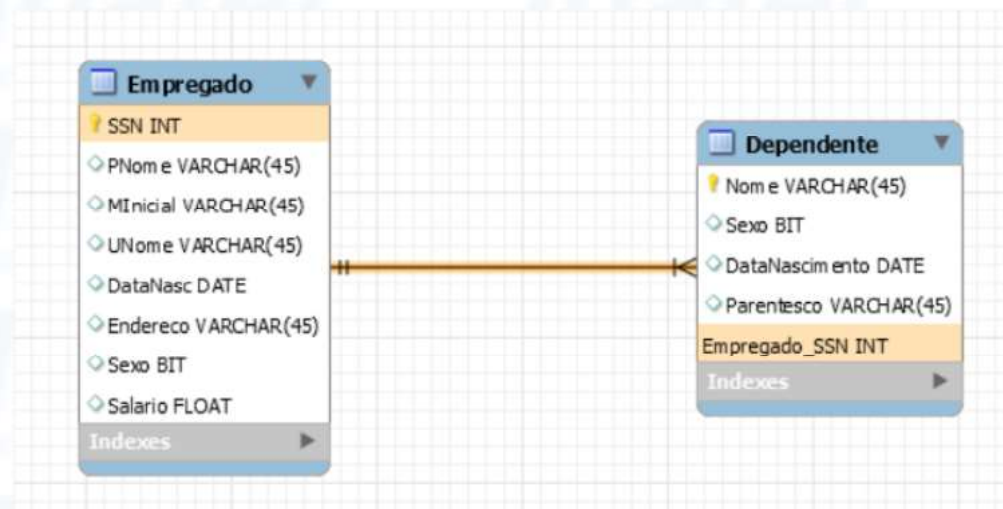 Empregado
SSN INT
PNome VARCHAR(45)
MInicial VARCHAR(45)
UNome VARCHAR(45)
DataNasc DATE
Endereco VARCHAR(45)
Sexo BIT
Salario FLOAT
Indexes
Dependente
Nome VARCHAR(45)
Sexo BIT
DataNascimento DATE
Parentesco VARCHAR(45)
Empregado_SSN INT
Indexes